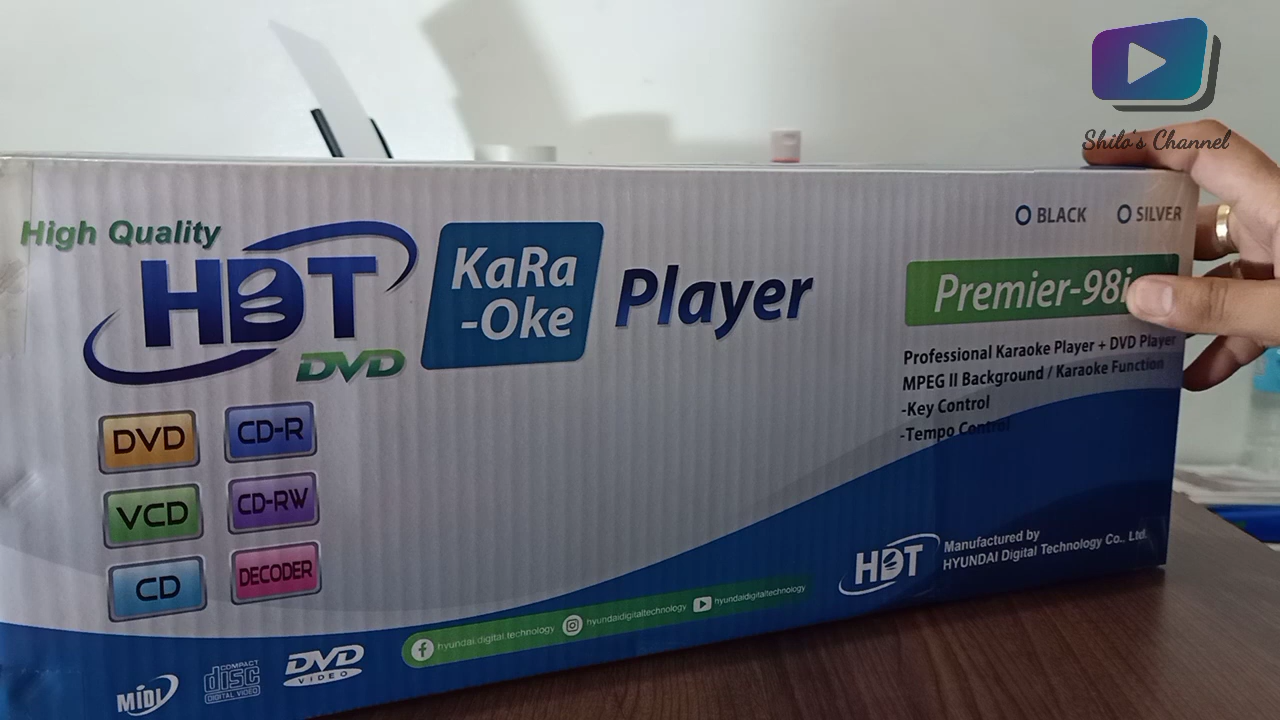 Shilo's Channel
High Quality
HDT
DVD
KaRa
-Oke
Player
BLACK
SILVER
Premier-98i
Professional Karaoke Player + DVD Player
MPEG II Background / Karaoke Function
-Key Control
-Tempo Control
DVD
CD-R
VCD
CD-RW
CD
DECODER
HDT
Manufactured by
HYUNDAI Digital Technology Co., Ltd.
hyundai.digital.technology
hyundaidigitaltechnology
hyundaidigitaltechnology
MIDI
COMPACT
disc
DIGITAL VIDEO
DVD
VIDEO